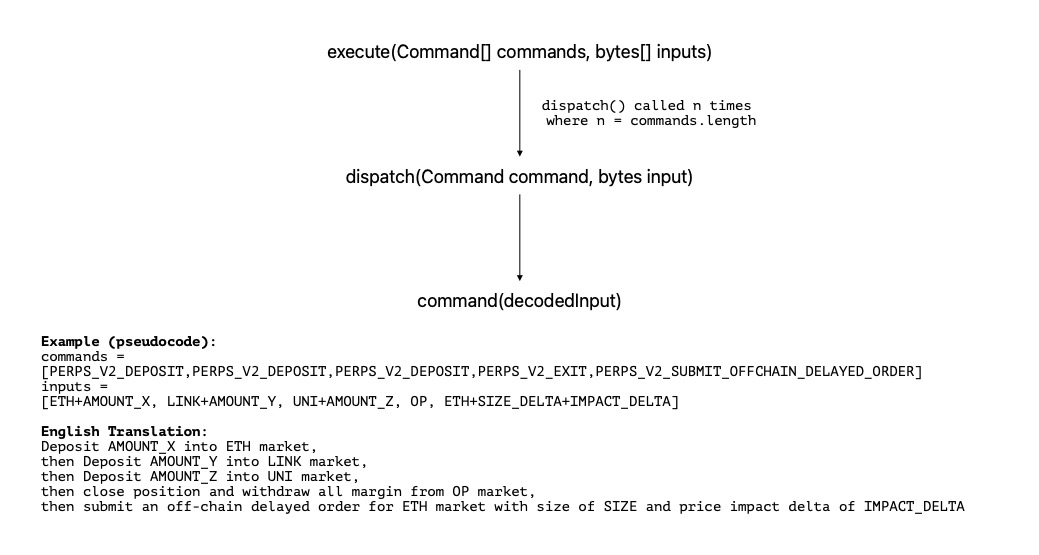 execute(Command[] commands, bytes[] inputs)
dispatch() called n times
where n = commands.length
dispatch(Command command, bytes input)
command(decodedInput)
Example (pseudocode):
commands =
[PERPS_V2_DEPOSIT,PERPS_V2_DEPOSIT,PERPS_V2_DEPOSIT,PERPS_V2_EXIT,PERPS_V2_SUBMIT_OFFCHAIN_DELAYED_ORDER]
inputs =
[ETH+AMOUNT_X, LINK+AMOUNT_Y, UNI+AMOUNT_Z, OP, ETH+SIZE_DELTA+IMPACT_DELTA]
English Translation:
Deposit AMOUNT_X into ETH market,
then Deposit AMOUNT_Y into LINK market,
then Deposit AMOUNT_Z into UNI market,
then close position and withdraw all margin from OP market,
then submit an off-chain delayed order for ETH market with size of SIZE and price impact delta of IMPACT_DELTA